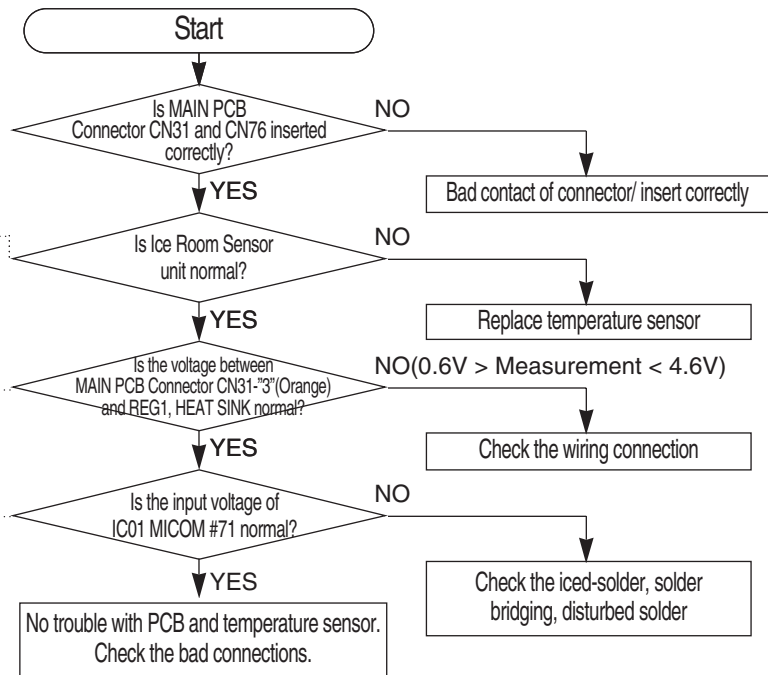 Start
Is MAIN PCB
Connector CN31 and CN76 inserted
correctly?
NO
Bad contact of connector/ insert correctly
YES
Is Ice Room Sensor
unit normal?
NO
Replace temperature sensor
YES
Is the voltage between
MAIN PCB Connector CN31-"3"(Orange)
and REG1, HEAT SINK normal?
NO(0.6V > Measurement < 4.6V)
Check the wiring connection
YES
Is the input voltage of
IC01 MICOM #71 normal?
NO
Check the iced-solder, solder
bridging, disturbed solder
YES
No trouble with PCB and temperature sensor.
Check the bad connections.